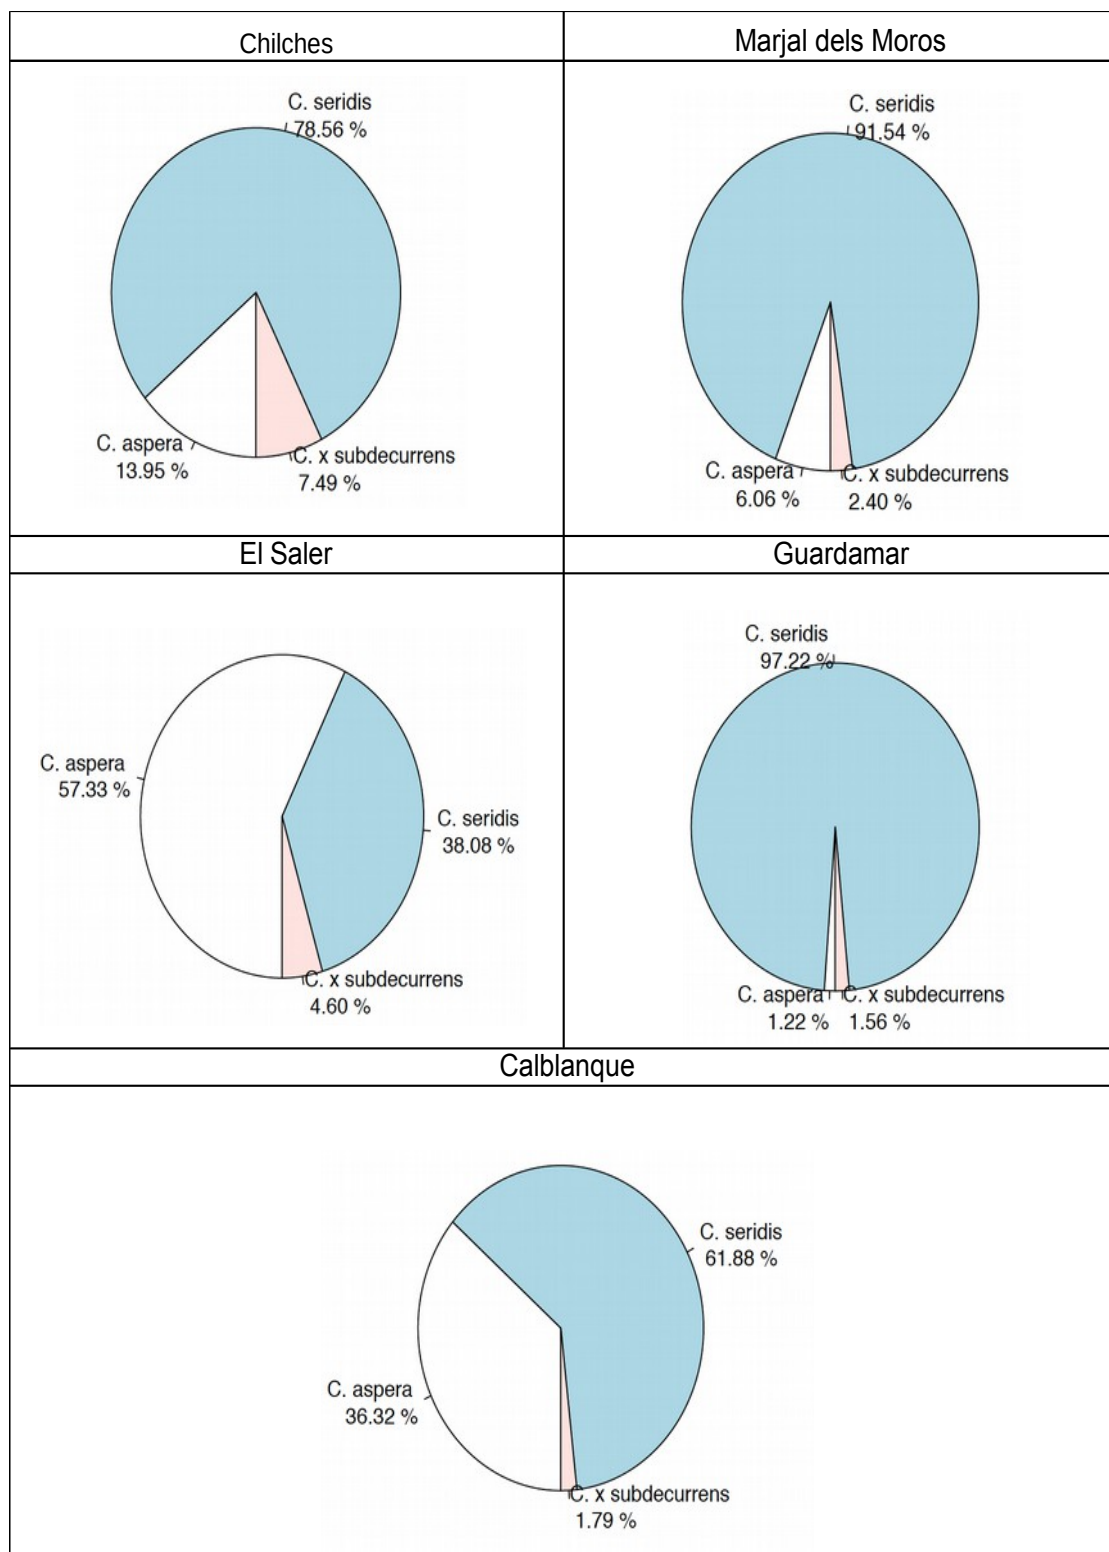 Chilches
C. seridis
78.56 %
C. aspera
13.95 %
C. x subdecurrens
7.49 %
Marjal dels Moros
C. seridis
91.54 %
C. aspera
6.06 %
C. x subdecurrens
2.40 %
El Saler
C. aspera
57.33 %
C. seridis
38.08 %
C. x subdecurrens
4.60 %
Guardamar
C. seridis
97.22 %
C. aspera
1.22 %
C. x subdecurrens
1.56 %
Calblanque
C. seridis
61.88 %
C. aspera
36.32 %
C. x subdecurrens
1.79 %